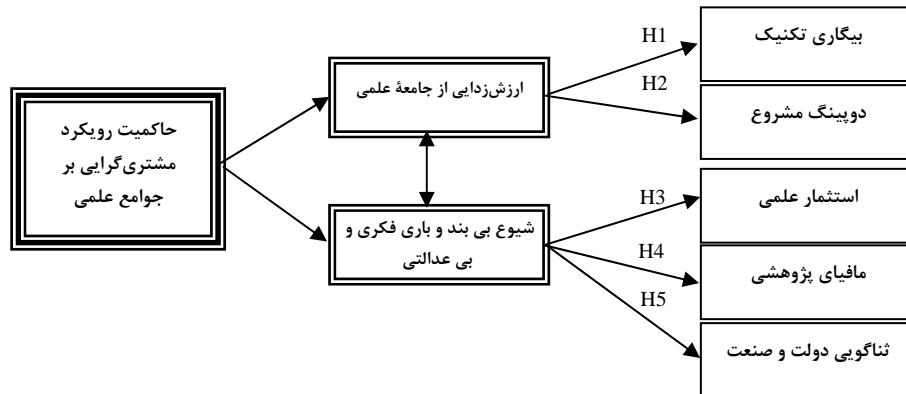 حاکمیت رویکرد
مشتری‌گرایی بر
جوامع علمی
ارزش‌زدایی از جامعۀ علمی
شیوع بی بند و باری فکری و
بی عدالتی
H1
بیگاری تکنیک
H2
دوپینگ مشروع
H3
استثمار علمی
H4
مافیای پژوهشی
H5
ثناگویی دولت و صنعت